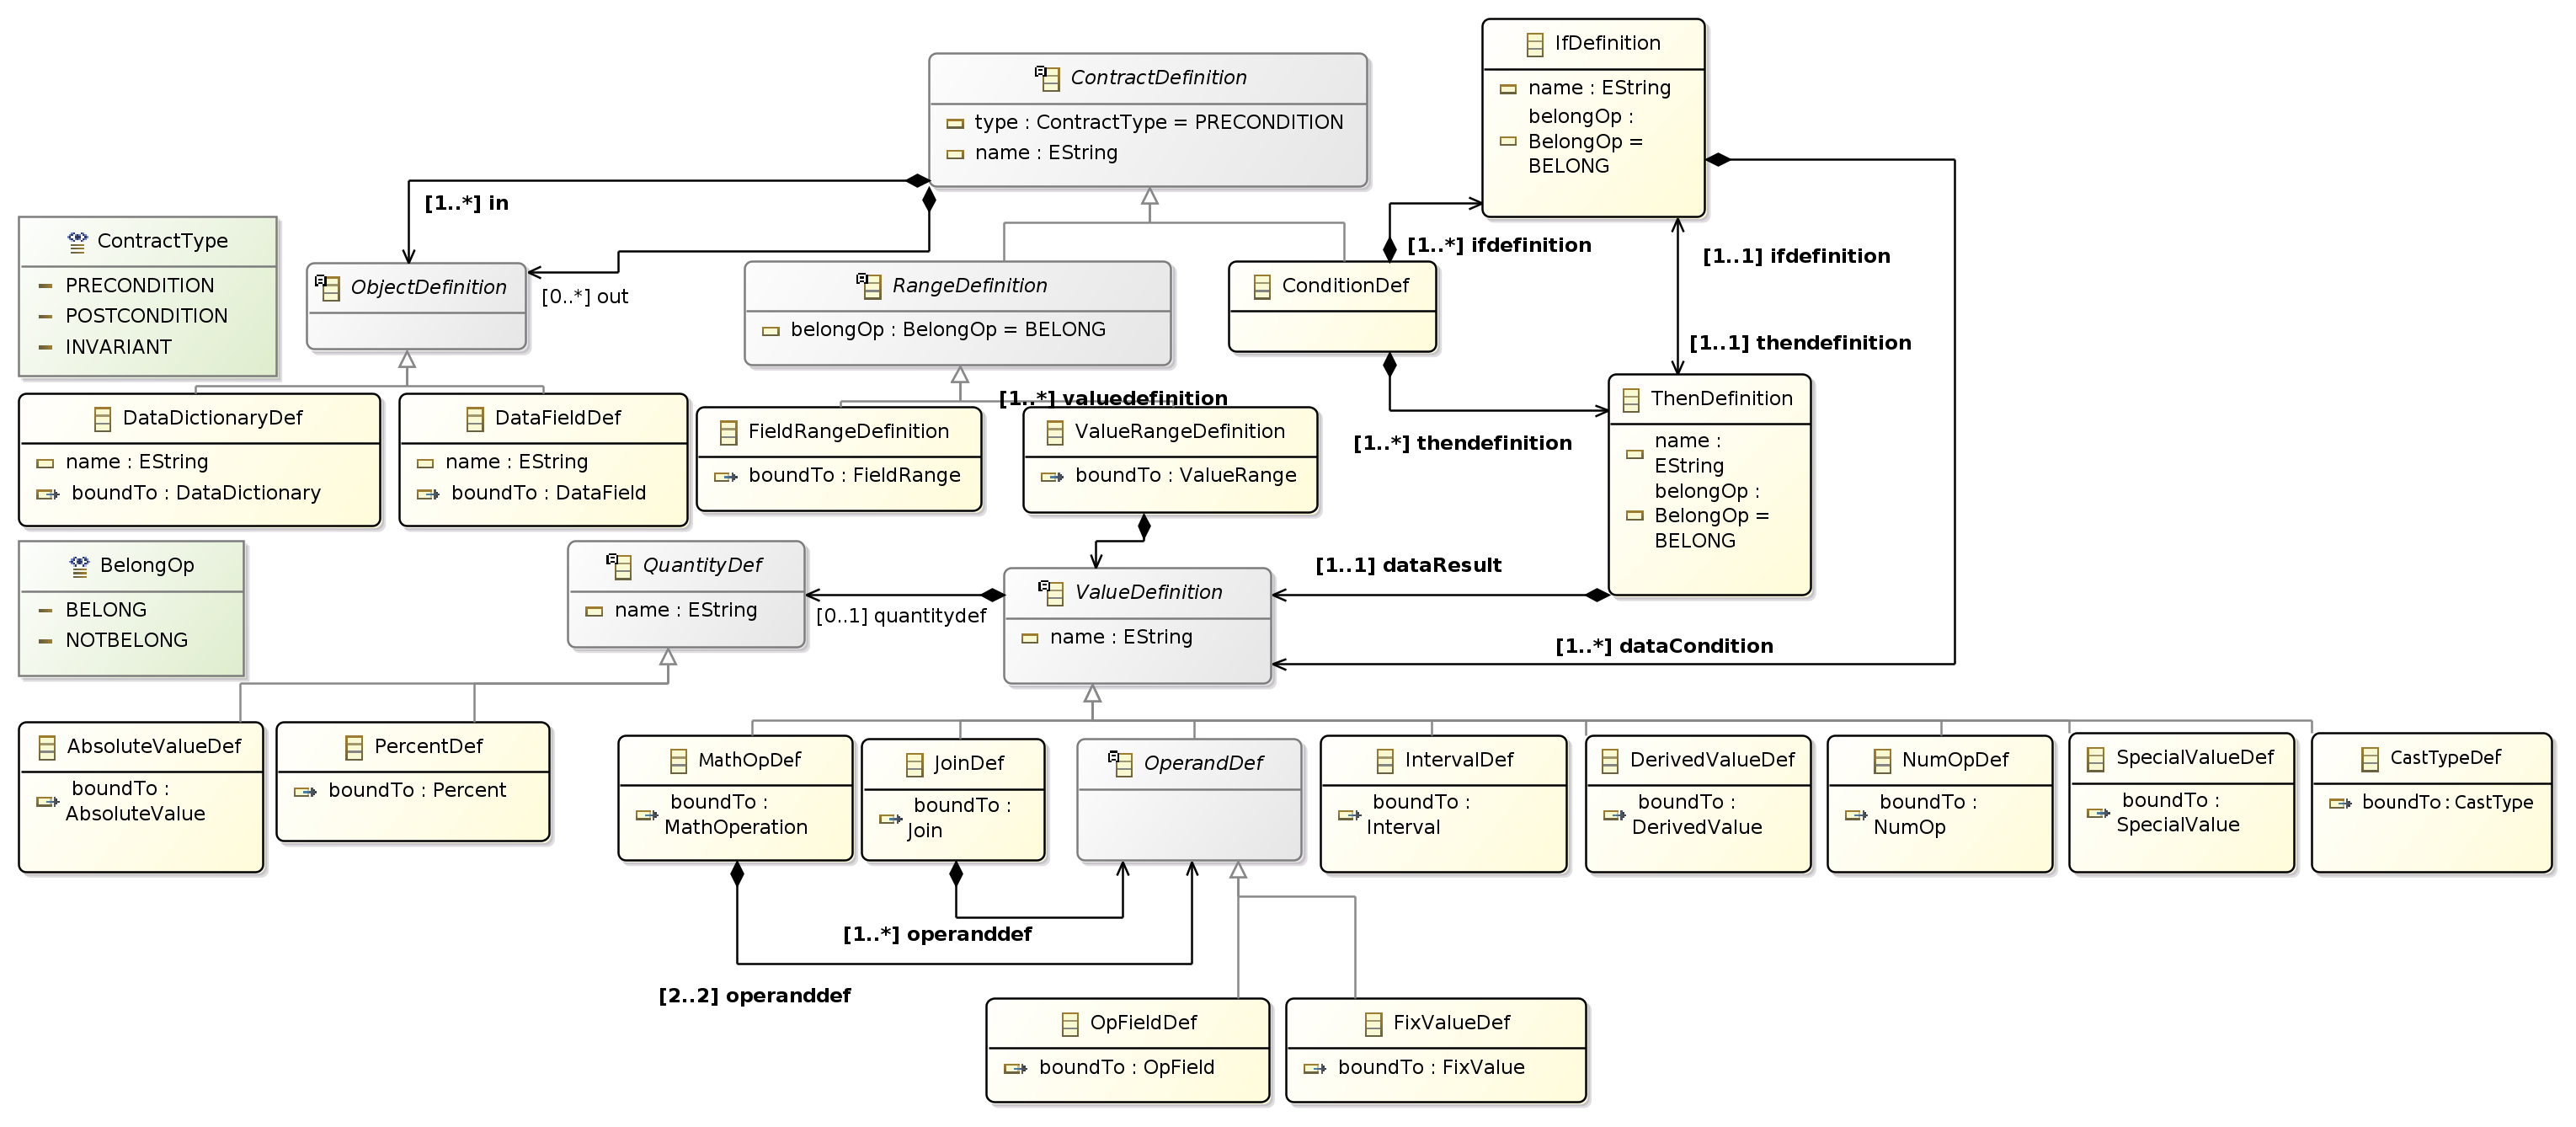 IfDefinition
name : EString
belongOp :
BelongOp =
BELONG
ContractDefinition
type : ContractType = PRECONDITION
name : EString
[1..*] in
[0..*] out
ContractType
PRECONDITION
POSTCONDITION
INVARIANT
ObjectDefinition
RangeDefinition
belongOp : BelongOp = BELONG
ConditionDef
[1..*] ifdefinition
[1..1] ifdefinition
[1..1] thendefinition
[1..*] thendefinition
[1..*] valuedefinition
DataDictionaryDef
name : EString
boundTo : DataDictionary
DataFieldDef
name : EString
boundTo : DataField
FieldRangeDefinition
boundTo : FieldRange
ValueRangeDefinition
boundTo : ValueRange
ThenDefinition
name :
EString
belongOp :
BelongOp =
BELONG
BelongOp
BELONG
NOTBELONG
QuantityDef
name : EString
[0..1] quantitydef
ValueDefinition
name : EString
[1..1] dataResult
[1..*] dataCondition
AbsoluteValueDef
boundTo :
AbsoluteValue
PercentDef
boundTo : Percent
MathOpDef
boundTo :
MathOperation
JoinDef
boundTo :
Join
OperandDef
IntervalDef
boundTo :
Interval
DerivedValueDef
boundTo :
DerivedValue
NumOpDef
boundTo :
NumOp
SpecialValueDef
boundTo :
SpecialValue
CastTypeDef
boundTo : CastType
[1..*] operanddef
[2..2] operanddef
OpFieldDef
boundTo : OpField
FixValueDef
boundTo : FixValue